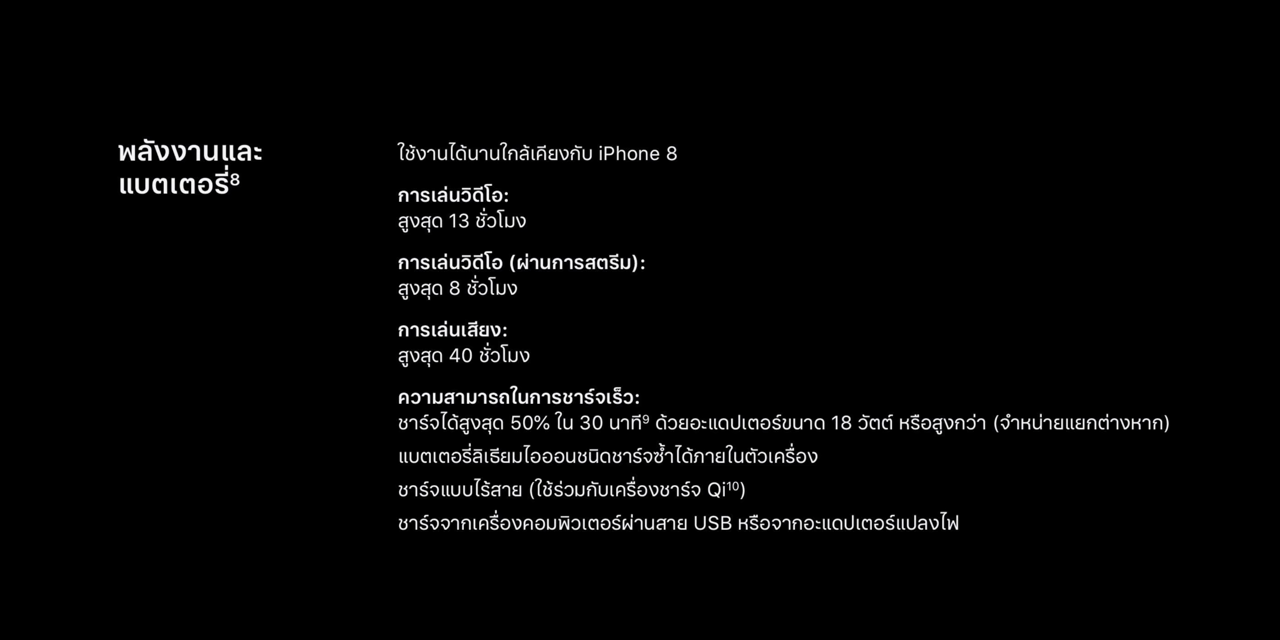 พลังงานและ
แบตเตอรี่⁸
ใช้งานได้นานใกล้เคียงกับ iPhone 8
การเล่นวิดีโอ:
สูงสุด 13 ชั่วโมง
การเล่นวิดีโอ (ผ่านการสตรีม):
สูงสุด 8 ชั่วโมง
การเล่นเสียง:
สูงสุด 40 ชั่วโมง
ความสามารถในการชาร์จเร็ว:
ชาร์จได้สูงสุด 50% ใน 30 นาที⁹ ด้วยอะแดปเตอร์ขนาด 18 วัตต์ หรือสูงกว่า (จำหน่ายแยกต่างหาก)
แบตเตอรี่ลิเธียมไอออนชนิดชาร์จซ้ำได้ภายในตัวเครื่อง
ชาร์จแบบไร้สาย (ใช้ร่วมกับเครื่องชาร์จ Qi¹⁰)
ชาร์จจากเครื่องคอมพิวเตอร์ผ่านสาย USB หรือจากอะแดปเตอร์แปลงไฟ